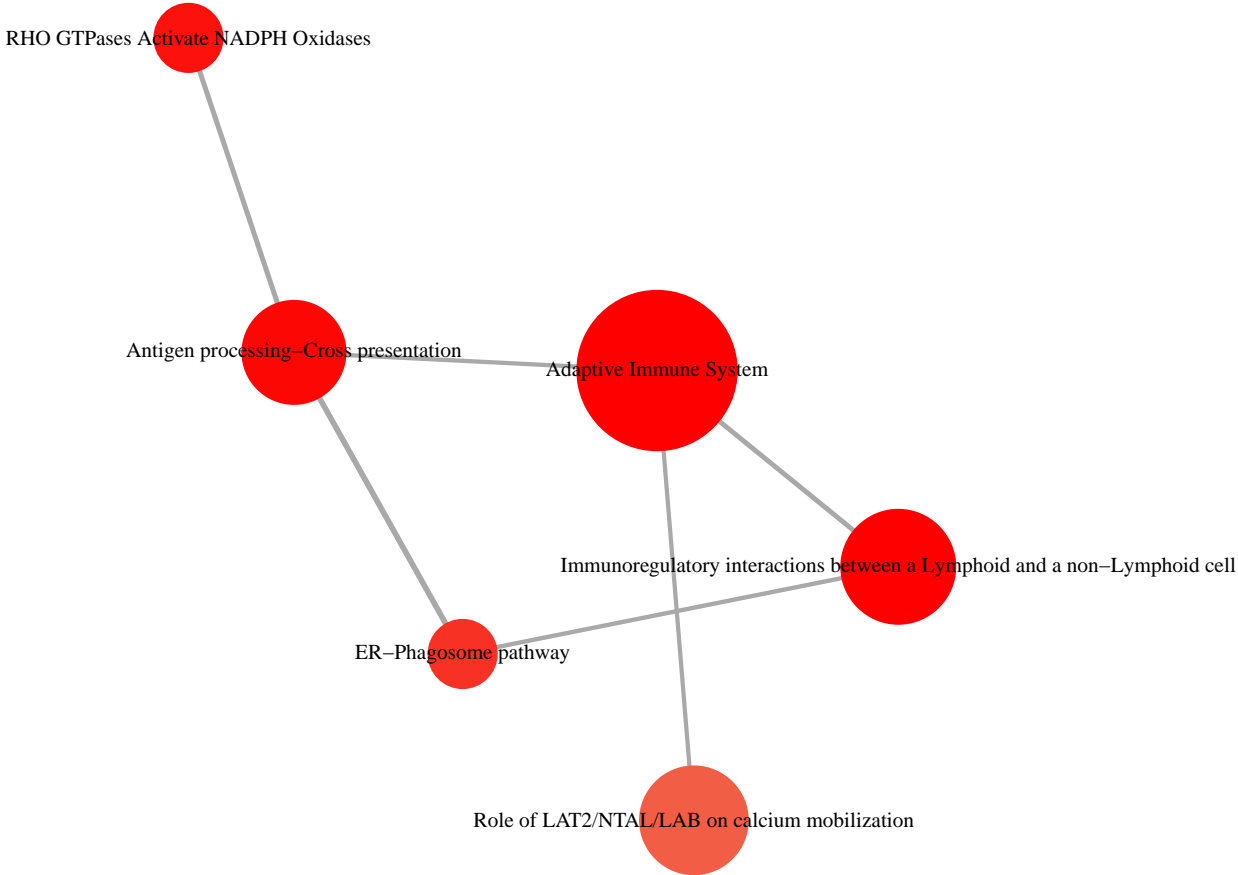 RHO GTPases Activate NADPH Oxidases
Antigen processing−Cross presentation
Adaptive Immune System
Immunoregulatory interactions between a Lymphoid and a non−Lymphoid cell
ER−Phagosome pathway
Role of LAT2/NTAL/LAB on calcium mobilization